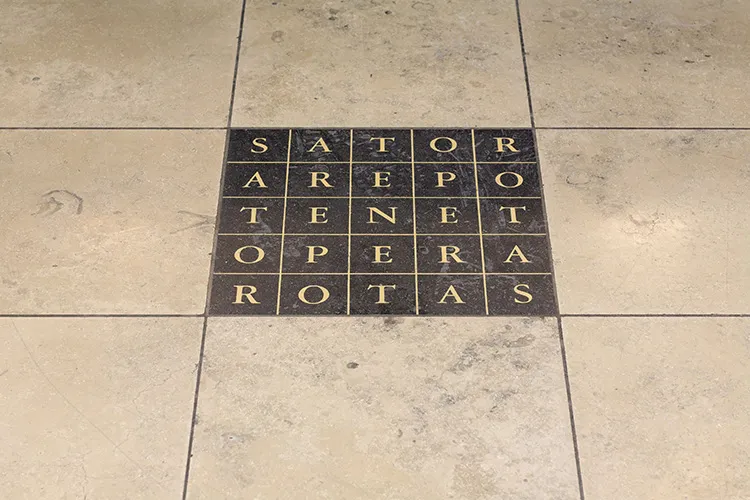 SATOR
AREPO
TENET
OPERA
ROTAS